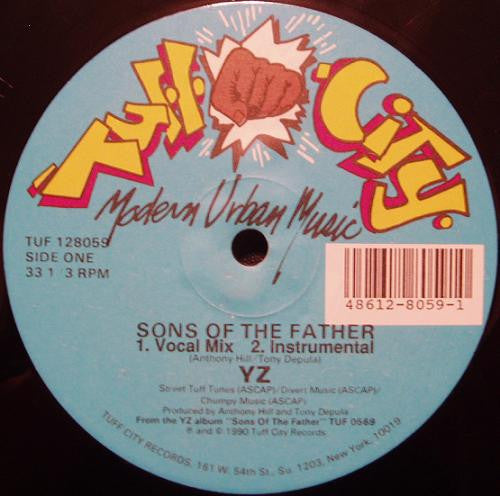 Tuff City
Modern Urban Music
TUF 128059
SIDE ONE
33 1/3 RPM
48612-8059-1
SONS OF THE FATHER
1. Vocal Mix 2. Instrumental
(Anthony Hill/Tony Depula)
YZ
Street Tuff Tunes (ASCAP)/Divert Music (ASCAP)/
Chumpy Music (ASCAP)
Produced by Anthony Hill and Tony Depula
From the YZ album "Sons Of The Father" TUF 0569
℗ and © 1990 Tuff City Records
TUFF CITY RECORDS, 161 W. 54th St., Su. 1203, New York, N.Y. 10019